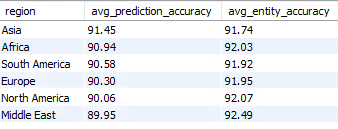 region avg_prediction_accuracy avg_entity_accuracy
Asia 91.45 91.74
Africa 90.94 92.03
South America 90.58 91.92
Europe 90.30 91.95
North America 90.06 92.07
Middle East 89.95 92.49